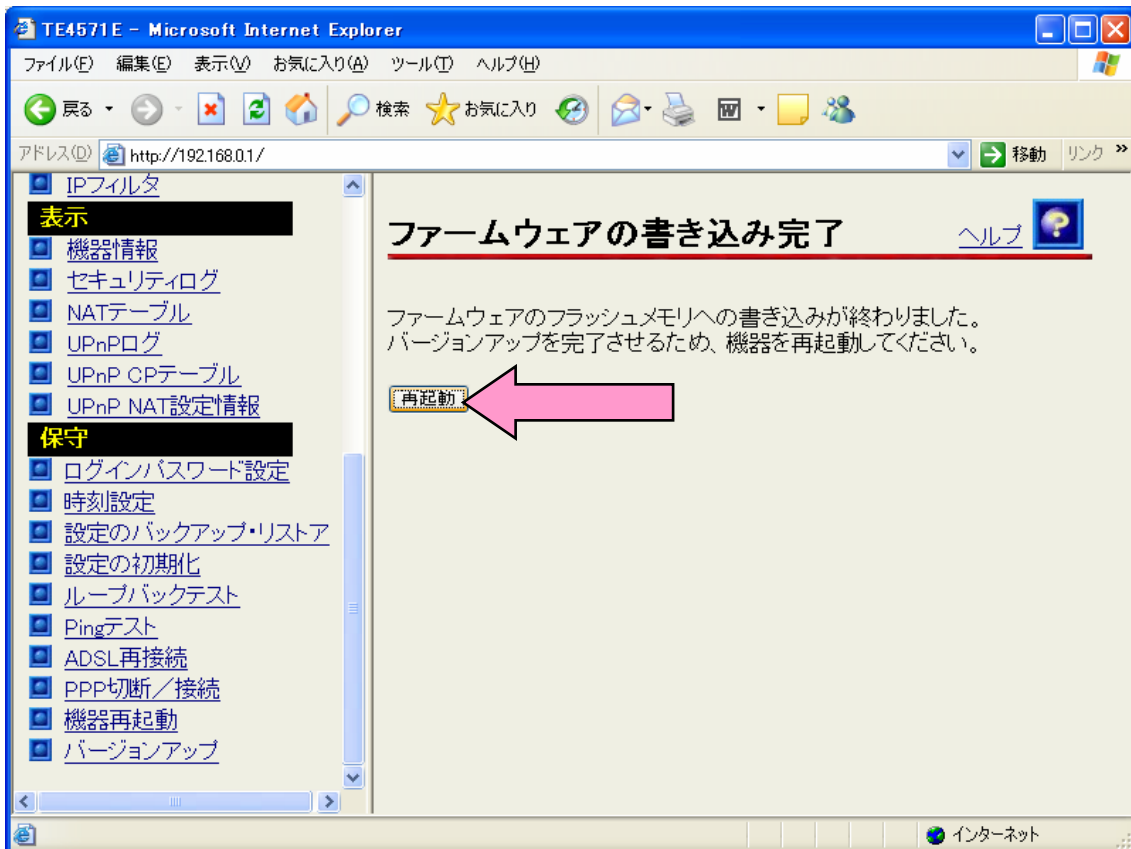 TE4571E - Microsoft Internet Explorer
ファイル(F) 編集(E) 表示(V) お気に入り(A) ツール(T) ヘルプ(H)
戻る 検索 お気に入り
アドレス(D) http://192.168.0.1/ 移動 リンク »
IPフィルタ
表示
機器情報
セキュリティログ
NATテーブル
UPnPログ
UPnP CPテーブル
UPnP NAT設定情報
保守
ログインパスワード設定
時刻設定
設定のバックアップ・リストア
設定の初期化
ループバックテスト
Pingテスト
ADSL再接続
PPP切断／接続
機器再起動
バージョンアップ
ファームウェアの書き込み完了 ヘルプ
ファームウェアのフラッシュメモリへの書き込みが終わりました。
バージョンアップを完了させるため、機器を再起動してください。
再起動
インターネット